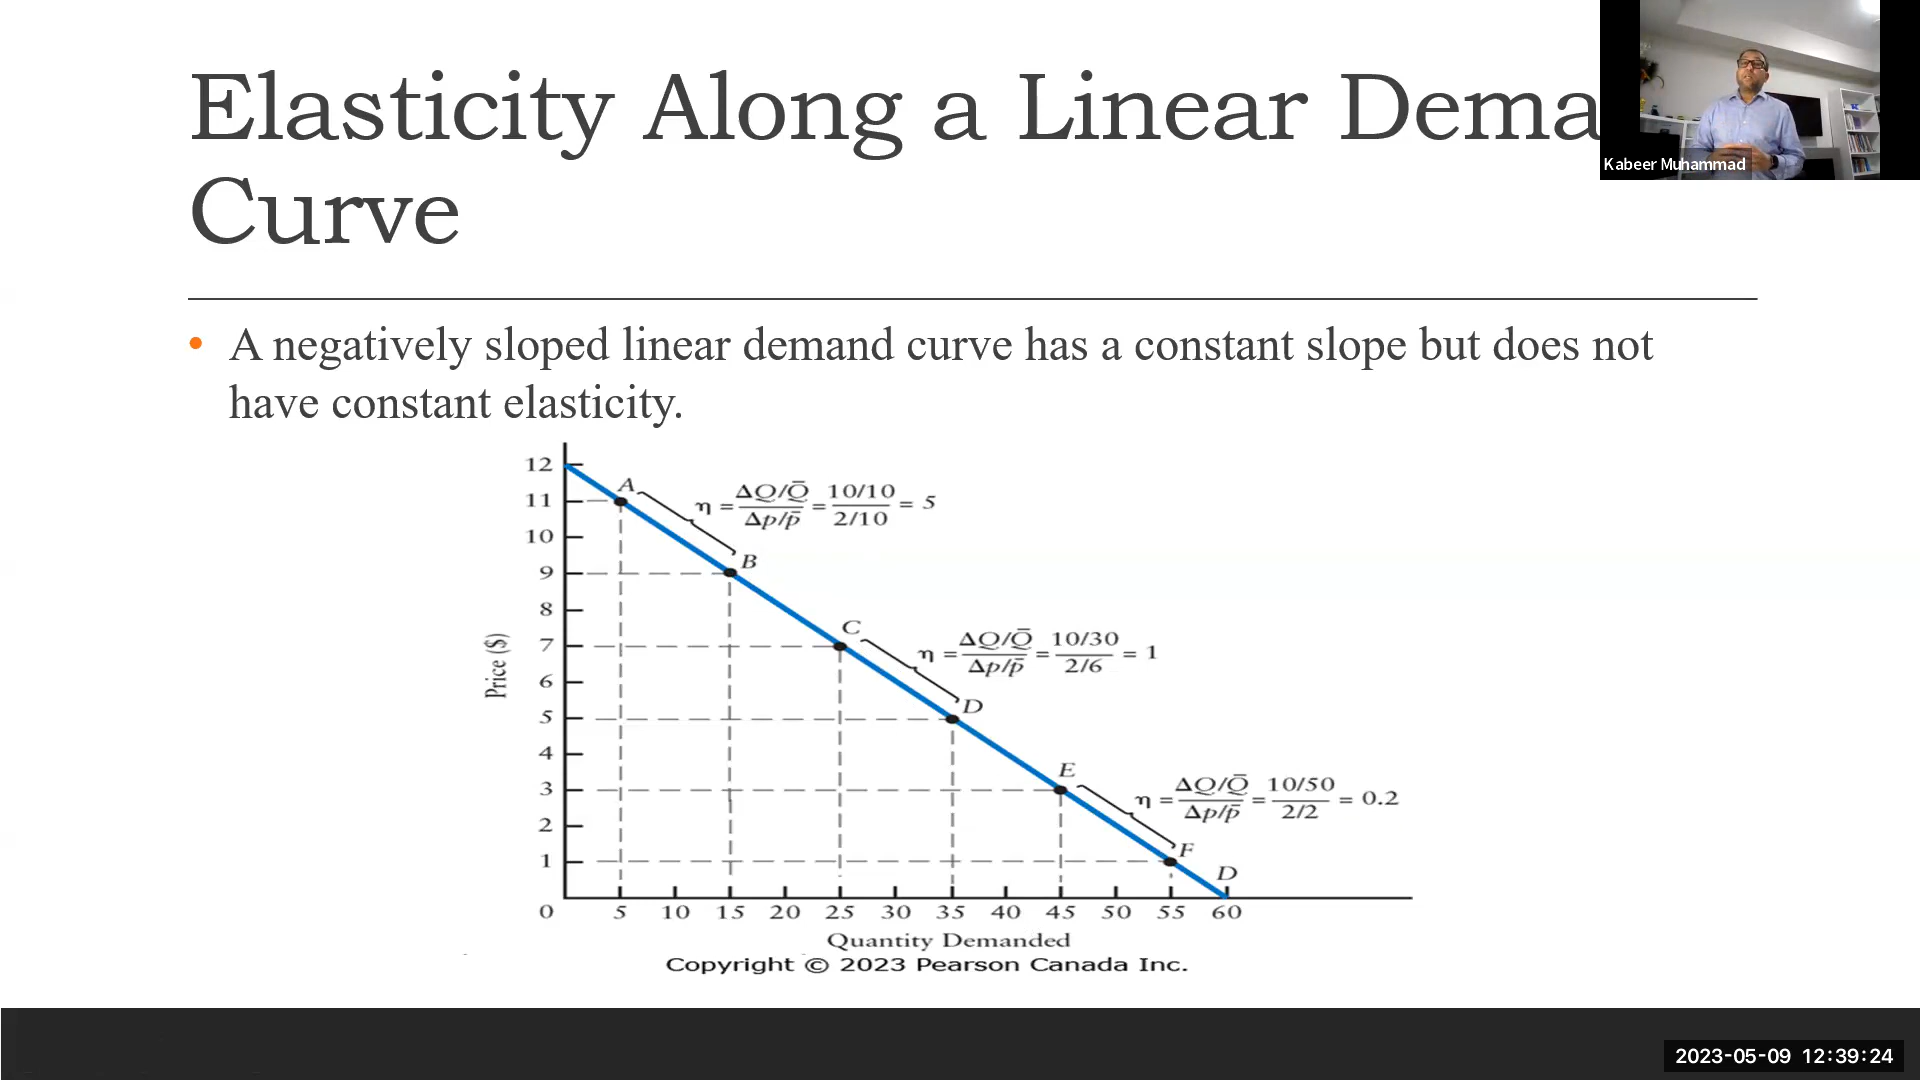 Elasticity Along a Linear Dema
Curve
Kabeer Muhammad
• A negatively sloped linear demand curve has a constant slope but does not
have constant elasticity.
12
11
10
9
8
7
6
5
4
3
2
1
0
Price ($)
A
η = ΔQ/Q̄ / Δp/p̄ = 10/10 / 2/10 = 5
B
C
η = ΔQ/Q̄ / Δp/p̄ = 10/30 / 2/6 = 1
D
E
η = ΔQ/Q̄ / Δp/p̄ = 10/50 / 2/2 = 0.2
F
D
5 10 15 20 25 30 35 40 45 50 55 60
Quantity Demanded
Copyright © 2023 Pearson Canada Inc.
2023-05-09 12:39:24